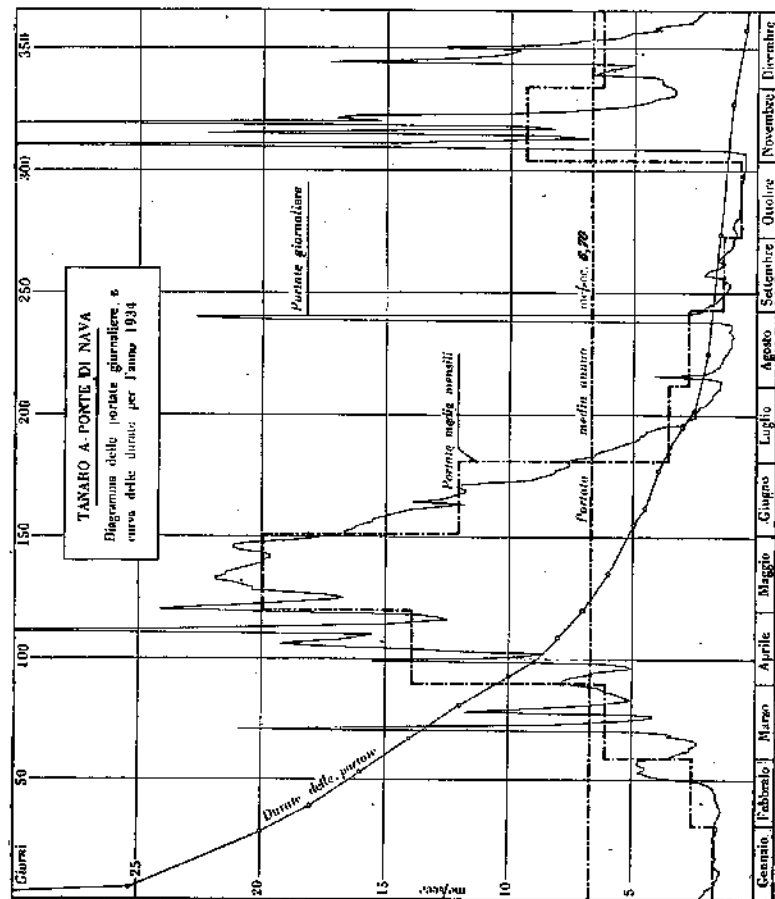 TANARO A PONTE DI NAVA
Diagramma delle portate giornaliere e
curva delle durate per l'anno 1934
Giorni
50
100
150
200
250
300
350
25
20
15
10
5
mc/sec
Portate giornaliere
Portate medie mensili
Portata media annua mc/sec. 6,70
Durate delle portate
Gennaio
Febbraio
Marzo
Aprile
Maggio
Giugno
Luglio
Agosto
Settembre
Ottobre
Novembre
Dicembre